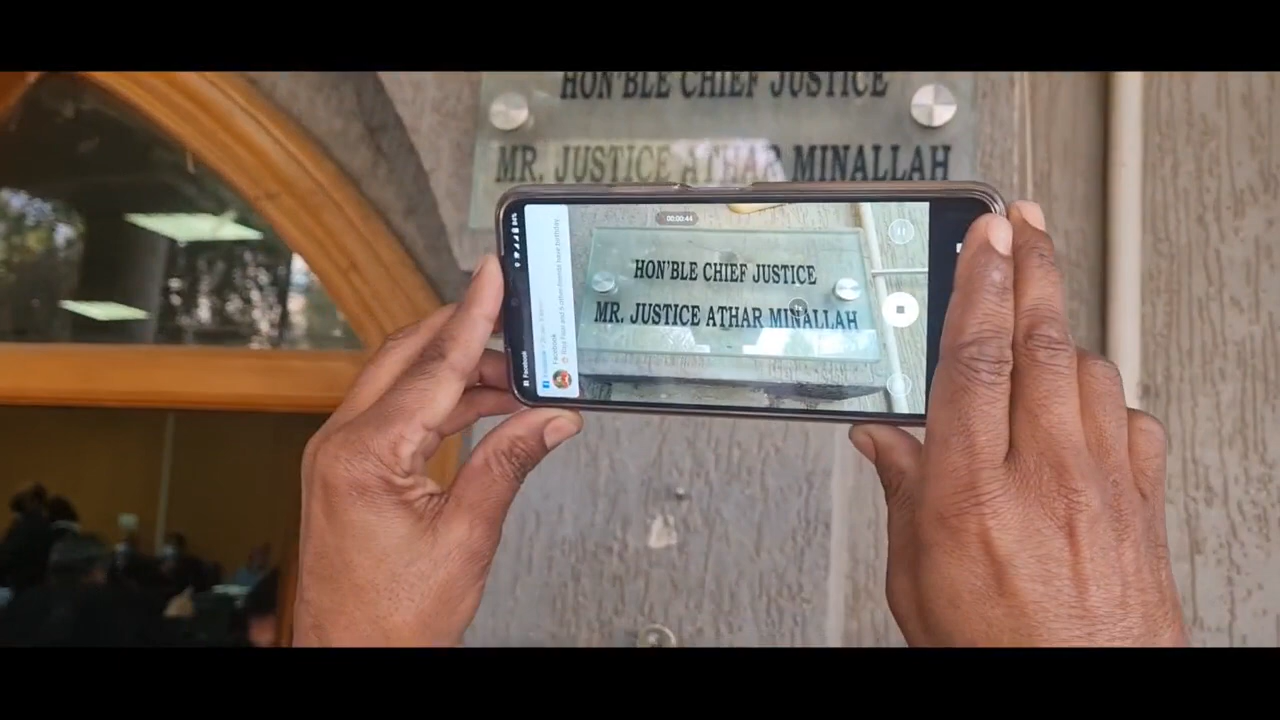 HON'BLE CHIEF JUSTICE
MR. JUSTICE ATHAR MINALLAH
00:00:44
HON'BLE CHIEF JUSTICE
MR. JUSTICE ATHAR MINALLAH
Facebook
Facebook